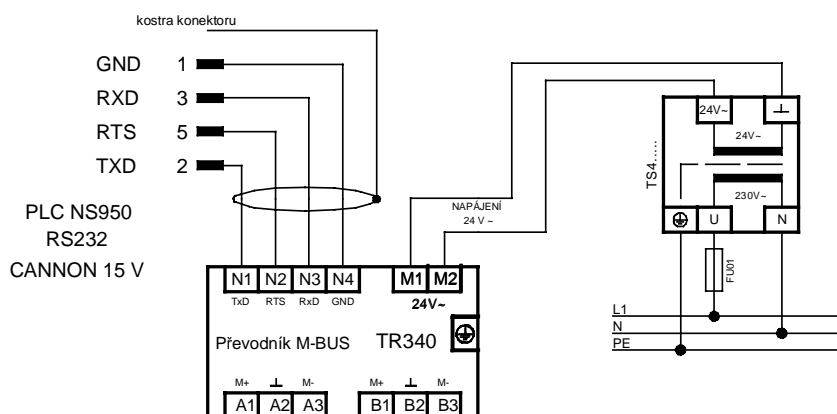 kostra konektoru
GND 1
RXD 3
RTS 5
TXD 2
PLC NS950
RS232
CANNON 15 V
NAPÁJENÍ
24 V ~
N1 N2 N3 N4
TxD RTS RxD GND
M1 M2
24V~
Převodník M-BUS TR340
M+ ⊥ M- M+ ⊥ M-
A1 A2 A3 B1 B2 B3
24V~ ⊥
24V~
TS4.....
230V~
U N
FU01
L1
N
PE